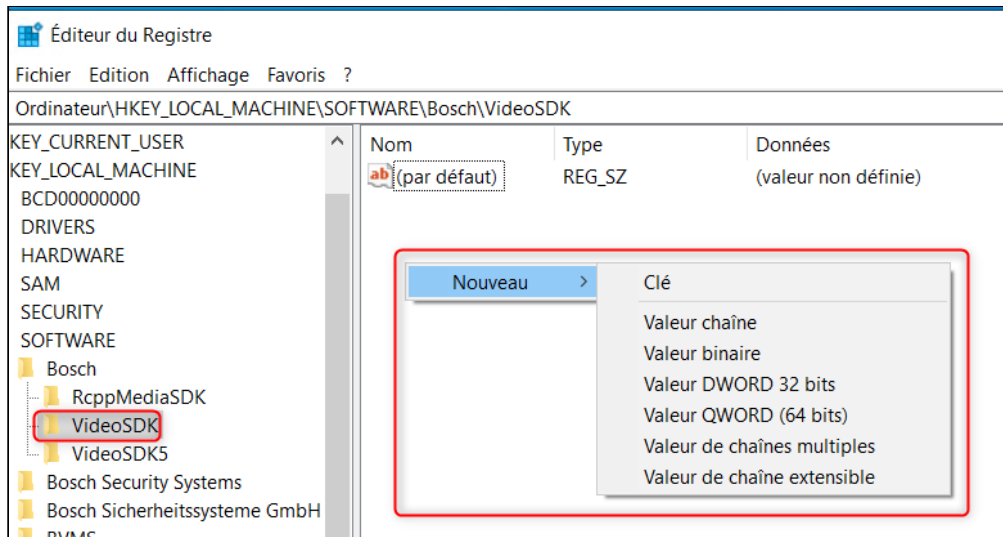 Éditeur du Registre
Fichier Edition Affichage Favoris ?
Ordinateur\HKEY_LOCAL_MACHINE\SOFTWARE\Bosch\VideoSDK
KEY_CURRENT_USER
KEY_LOCAL_MACHINE
BCD00000000
DRIVERS
HARDWARE
SAM
SECURITY
SOFTWARE
Bosch
RcppMediaSDK
VideoSDK
VideoSDK5
Bosch Security Systems
Bosch Sicherheitssysteme GmbH
BVMS
Nom Type Données
ab (par défaut) REG_SZ (valeur non définie)
Nouveau > Clé
Valeur chaîne
Valeur binaire
Valeur DWORD 32 bits
Valeur QWORD (64 bits)
Valeur de chaînes multiples
Valeur de chaîne extensible